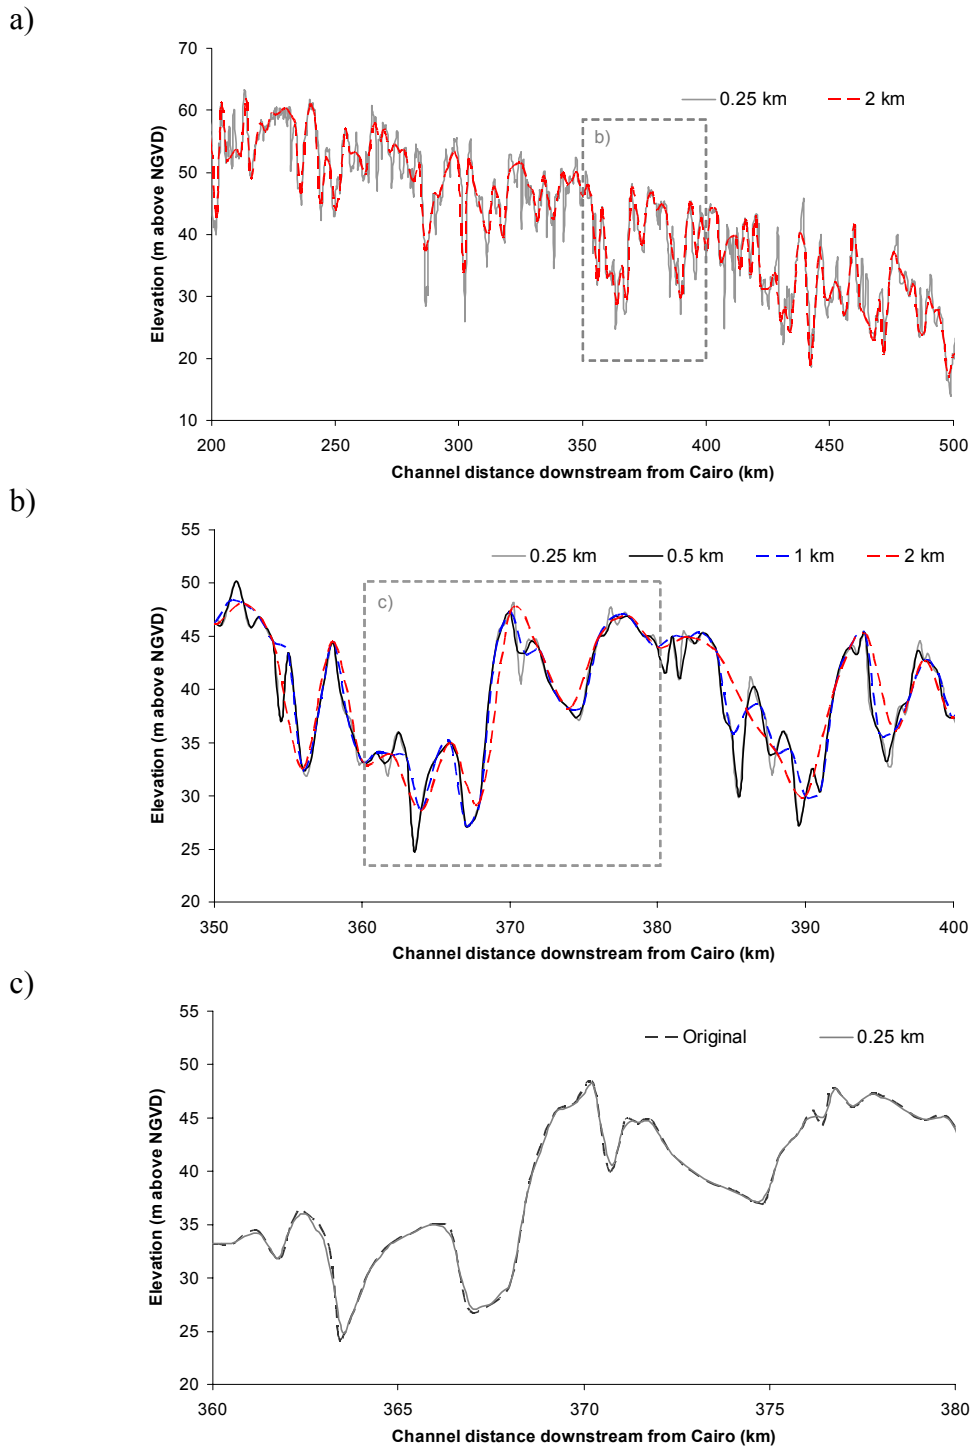 a)
70
60
50
40
30
20
10
Elevation (m above NGVD)
0.25 km
2 km
b)
200
250
300
350
400
450
500
Channel distance downstream from Cairo (km)
b)
55
50
45
40
35
30
25
20
Elevation (m above NGVD)
0.25 km
0.5 km
1 km
2 km
c)
350
360
370
380
390
400
Channel distance downstream from Cairo (km)
c)
55
50
45
40
35
30
25
20
Elevation (m above NGVD)
Original
0.25 km
360
365
370
375
380
Channel distance downstream from Cairo (km)